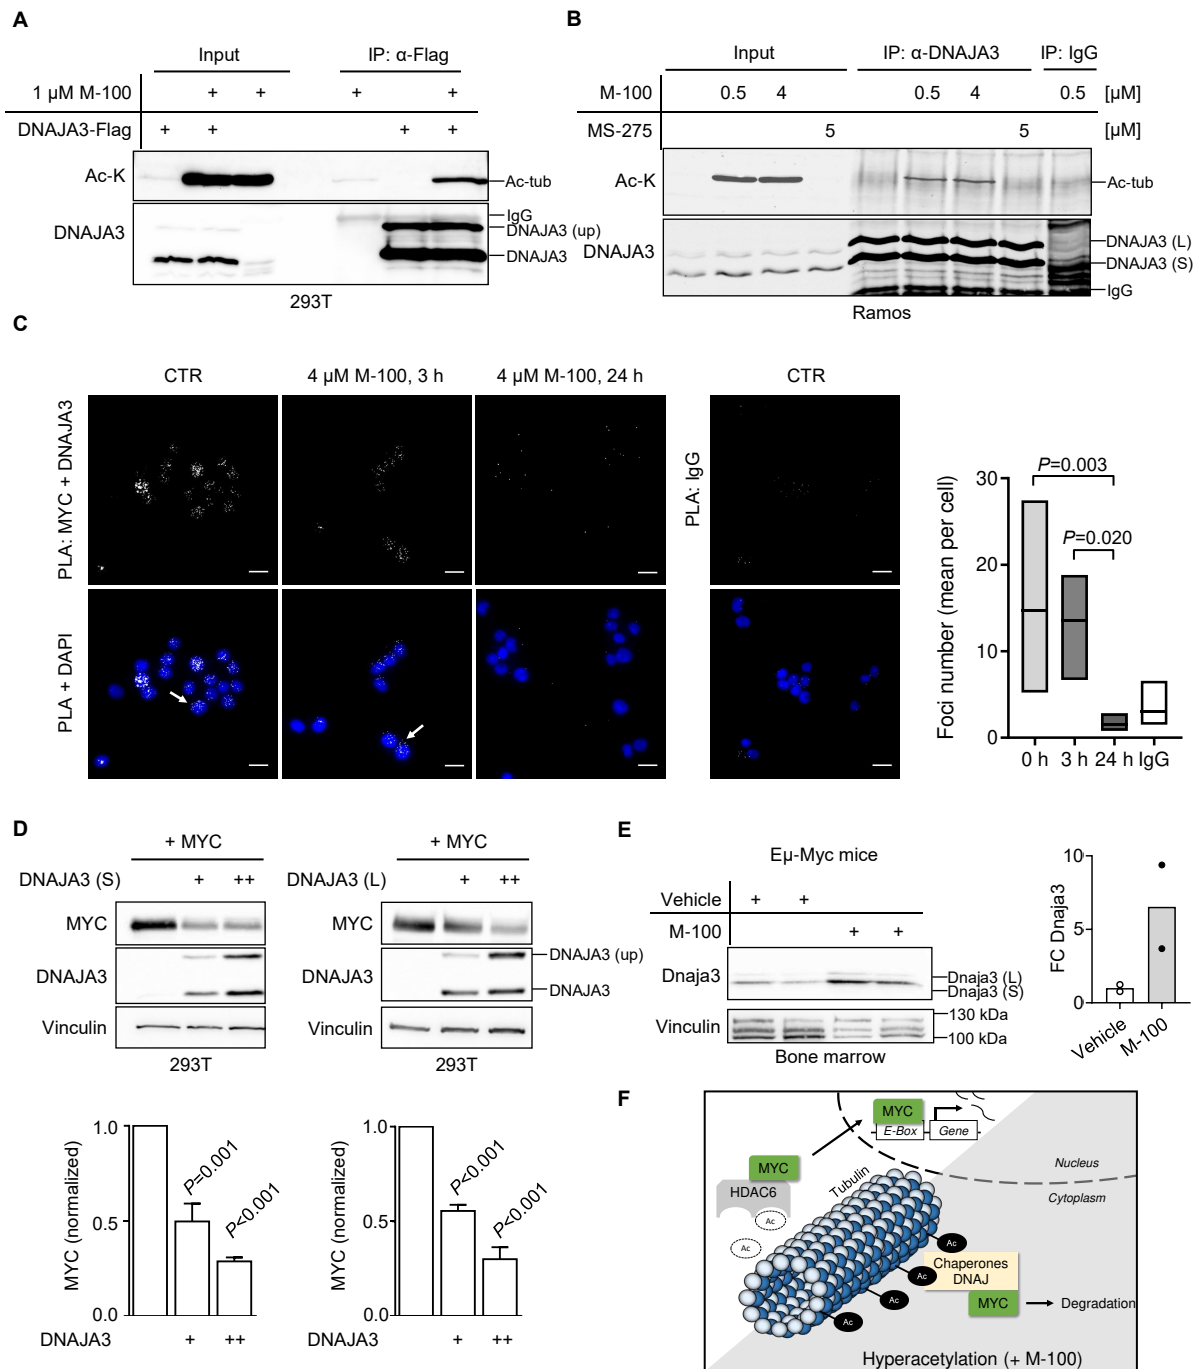 A
Input
IP: α-Flag
1 µM M-100
+
+
+
+
DNAJA3-Flag
+
+
+
+
Ac-K
Ac-tub
DNAJA3
IgG
DNAJA3 (up)
DNAJA3
293T
B
Input
IP: α-DNAJA3
IP: IgG
M-100
0.5
4
0.5
4
0.5
[µM]
MS-275
5
5
[µM]
Ac-K
Ac-tub
DNAJA3
DNAJA3 (L)
DNAJA3 (S)
IgG
Ramos
C
CTR
4 µM M-100, 3 h
4 µM M-100, 24 h
CTR
PLA: MYC + DNAJA3
PLA + DAPI
PLA: IgG
Foci number (mean per cell)
30
20
10
0
P=0.003
P=0.020
0 h
3 h
24 h
IgG
D
+ MYC
DNAJA3 (S)
+
++
MYC
DNAJA3
Vinculin
293T
+ MYC
DNAJA3 (L)
+
++
MYC
DNAJA3
DNAJA3 (up)
DNAJA3
Vinculin
293T
MYC (normalized)
1.0
0.5
0.0
P=0.001
P<0.001
DNAJA3
+
++
MYC (normalized)
1.0
0.5
0.0
P<0.001
P<0.001
DNAJA3
+
++
E
Eµ-Myc mice
Vehicle
+
+
M-100
+
+
Dnaja3
Dnaja3 (L)
Dnaja3 (S)
Vinculin
130 kDa
100 kDa
Bone marrow
FC Dnaja3
10
5
0
Vehicle
M-100
F
MYC
E-Box
Gene
MYC
HDAC6
Ac
Ac
Tubulin
Nucleus
Cytoplasm
Ac
Ac
Ac
Ac
Chaperones
DNAJ
MYC
Degradation
Hyperacetylation (+ M-100)